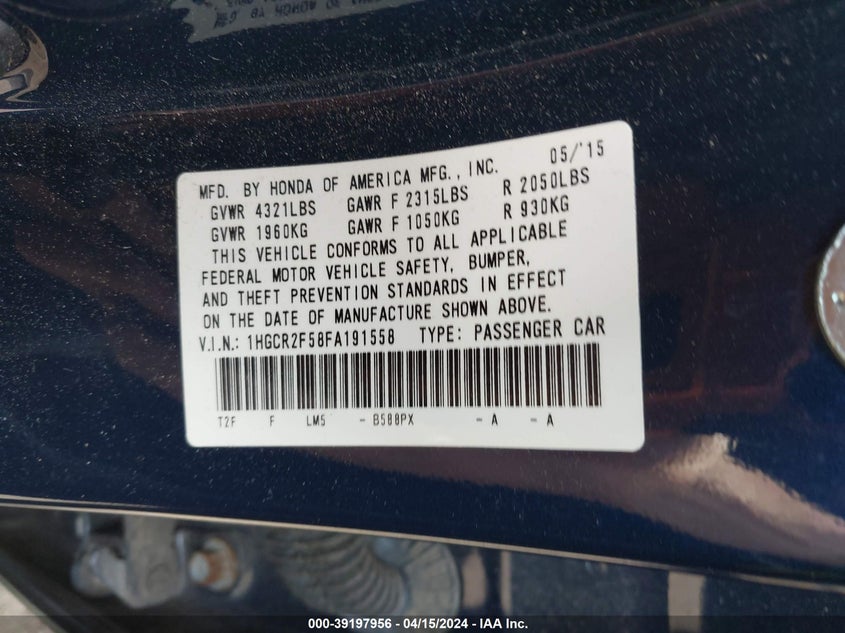 MFD. BY HONDA OF AMERICA MFG., INC. 05/'15
GVWR 4321LBS GAWR F 2315LBS R 2050LBS
GVWR 1960KG GAWR F 1050KG R 930KG
THIS VEHICLE CONFORMS TO ALL APPLICABLE
FEDERAL MOTOR VEHICLE SAFETY, BUMPER,
AND THEFT PREVENTION STANDARDS IN EFFECT
ON THE DATE OF MANUFACTURE SHOWN ABOVE.
V.I.N.: 1HGCR2F58FA191558 TYPE: PASSENGER CAR
T2F F LM5 - B588PX - A - A
000-39197956 - 04/15/2024 - IAA Inc.